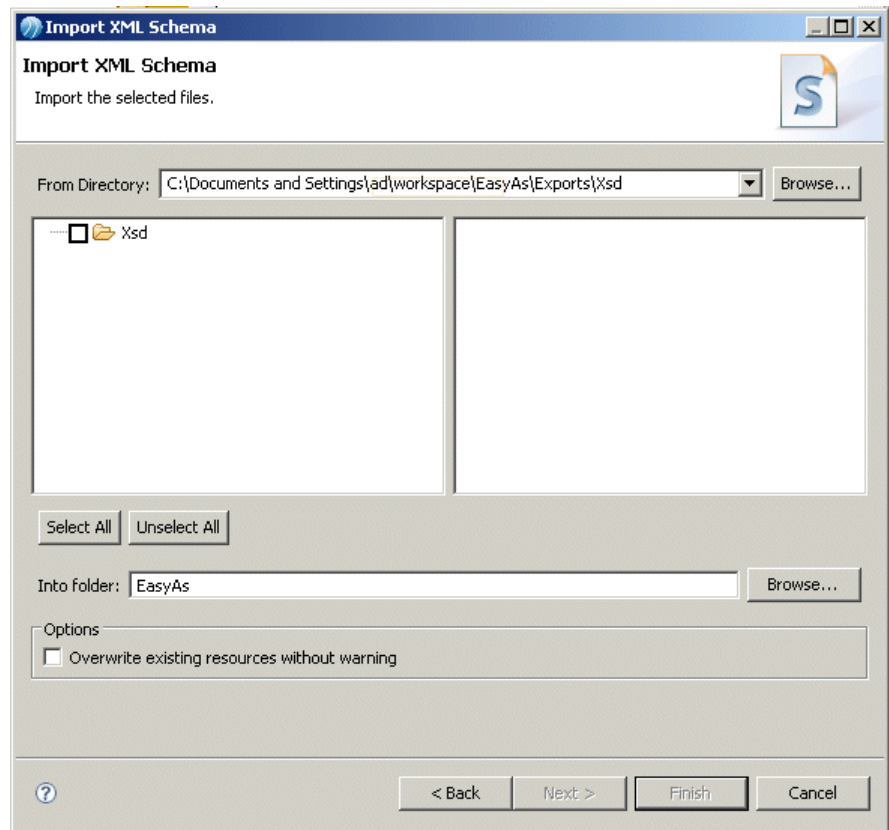 Import XML Schema
Import XML Schema
Import the selected files.
From Directory: C:\Documents and Settings\ad\workspace\EasyAs\Exports\Xsd Browse...
Xsd
Select All Unselect All
Into folder: EasyAs Browse...
Options
Overwrite existing resources without warning
< Back Next > Finish Cancel